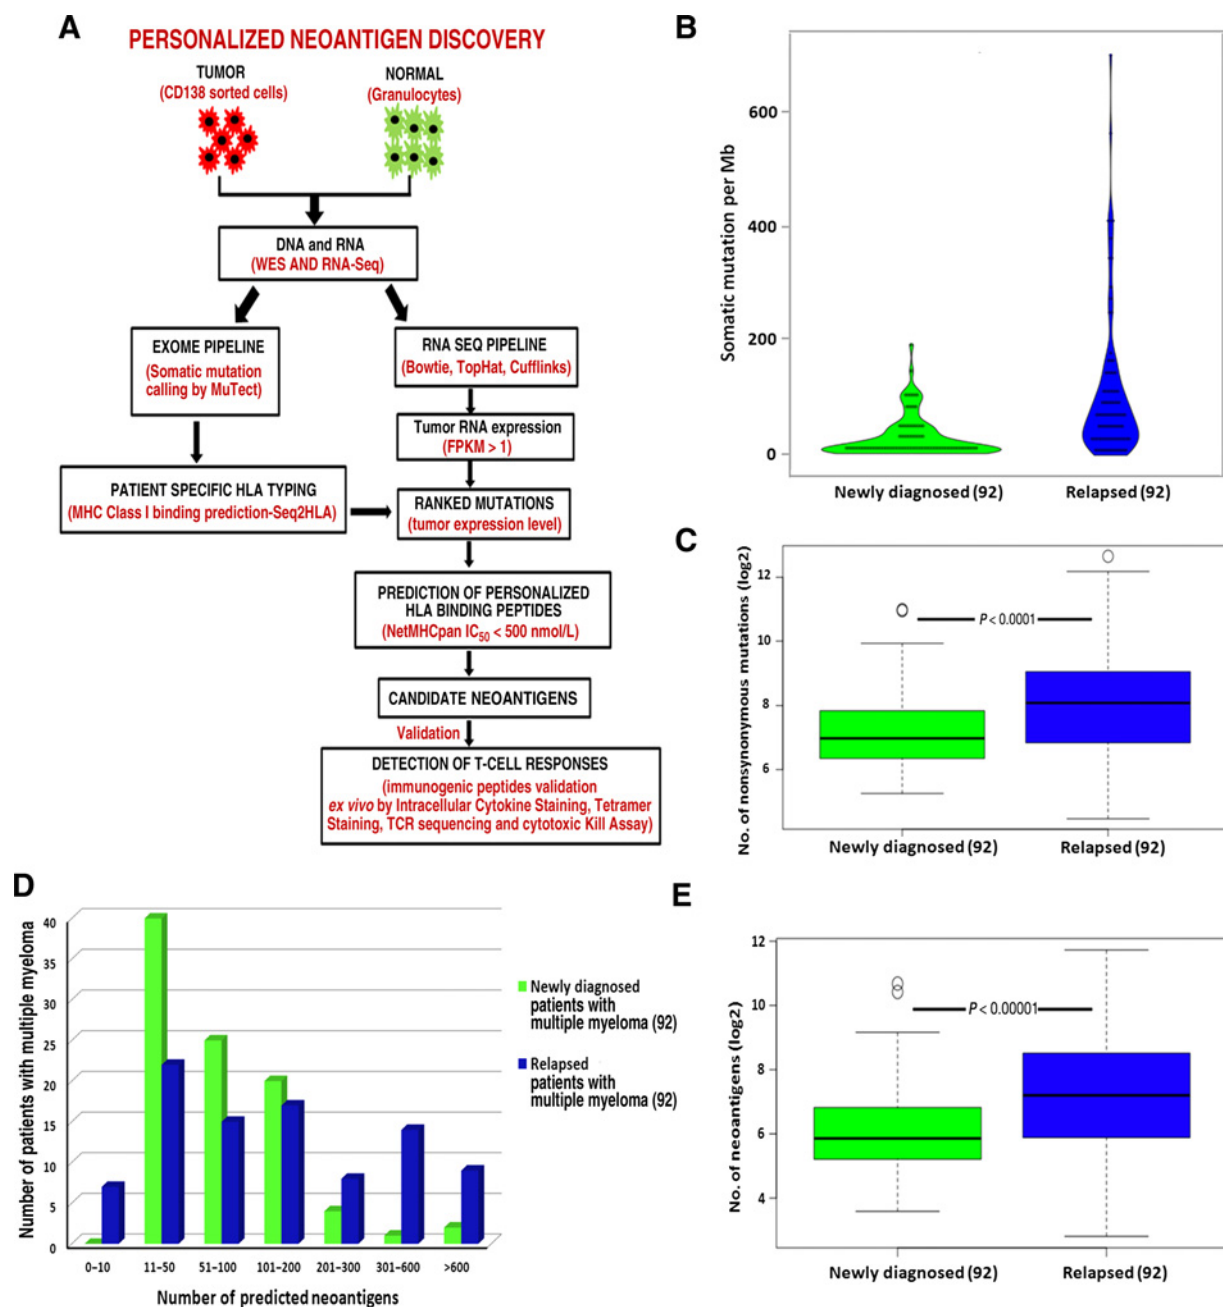 A
PERSONALIZED NEOANTIGEN DISCOVERY
TUMOR
(CD138 sorted cells)
NORMAL
(Granulocytes)
DNA and RNA
(WES AND RNA-Seq)
EXOME PIPELINE
(Somatic mutation
calling by MuTect)
RNA SEQ PIPELINE
(Bowtie, TopHat, Cufflinks)
Tumor RNA expression
(FPKM > 1)
PATIENT SPECIFIC HLA TYPING
(MHC Class I binding prediction-Seq2HLA)
RANKED MUTATIONS
(tumor expression level)
PREDICTION OF PERSONALIZED
HLA BINDING PEPTIDES
(NetMHCpan IC50 < 500 nmol/L)
CANDIDATE NEOANTIGENS
Validation
DETECTION OF T-CELL RESPONSES
(immunogenic peptides validation
ex vivo by Intracellular Cytokine Staining, Tetramer
Staining, TCR sequencing and cytotoxic Kill Assay)
B
Somatic mutation per Mb
600
400
200
0
Newly diagnosed (92)
Relapsed (92)
C
No. of nonsynonymous mutations (log2)
12
10
8
6
P < 0.0001
Newly diagnosed (92)
Relapsed (92)
D
Number of patients with multiple myeloma
40
35
30
25
20
15
10
5
0
0–10
11–50
51–100
101–200
201–300
301–600
>600
Number of predicted neoantigens
Newly diagnosed
patients with
multiple myeloma (92)
Relapsed
patients with
multiple myeloma (92)
E
No. of neoantigens (log2)
12
10
8
6
4
P < 0.00001
Newly diagnosed (92)
Relapsed (92)